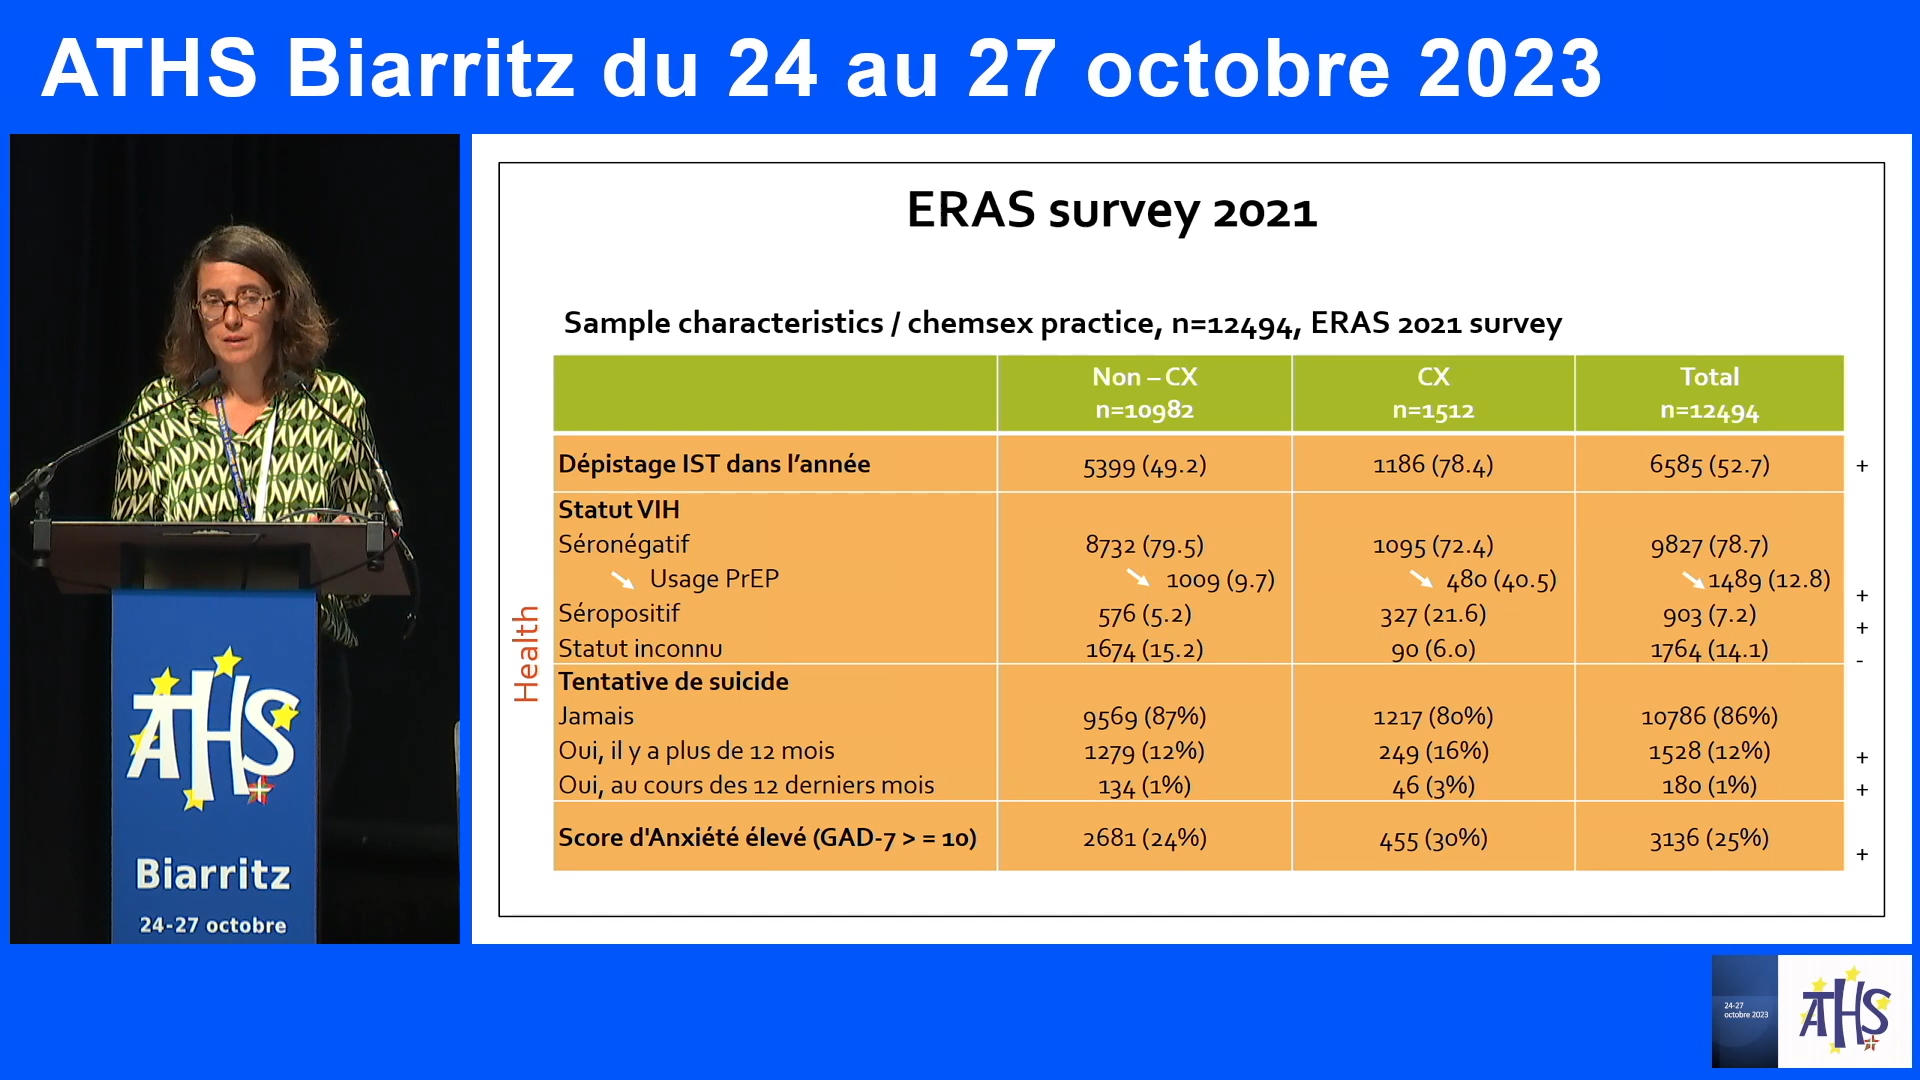 ATHS Biarritz du 24 au 27 octobre 2023
ATHS
Biarritz
24-27 octobre
ERAS survey 2021
Sample characteristics / chemsex practice, n=12494, ERAS 2021 survey
Non – CX CX Total
n=10982 n=1512 n=12494
Health
Dépistage IST dans l’année 5399 (49.2) 1186 (78.4) 6585 (52.7) +
Statut VIH
Séronégatif 8732 (79.5) 1095 (72.4) 9827 (78.7)
Usage PrEP 1009 (9.7) 480 (40.5) 1489 (12.8) +
Séropositif 576 (5.2) 327 (21.6) 903 (7.2) +
Statut inconnu 1674 (15.2) 90 (6.0) 1764 (14.1) -
Tentative de suicide
Jamais 9569 (87%) 1217 (80%) 10786 (86%)
Oui, il y a plus de 12 mois 1279 (12%) 249 (16%) 1528 (12%) +
Oui, au cours des 12 derniers mois 134 (1%) 46 (3%) 180 (1%) +
Score d'Anxiété élevé (GAD-7 > = 10) 2681 (24%) 455 (30%) 3136 (25%) +
24-27
octobre 2023
ATHS